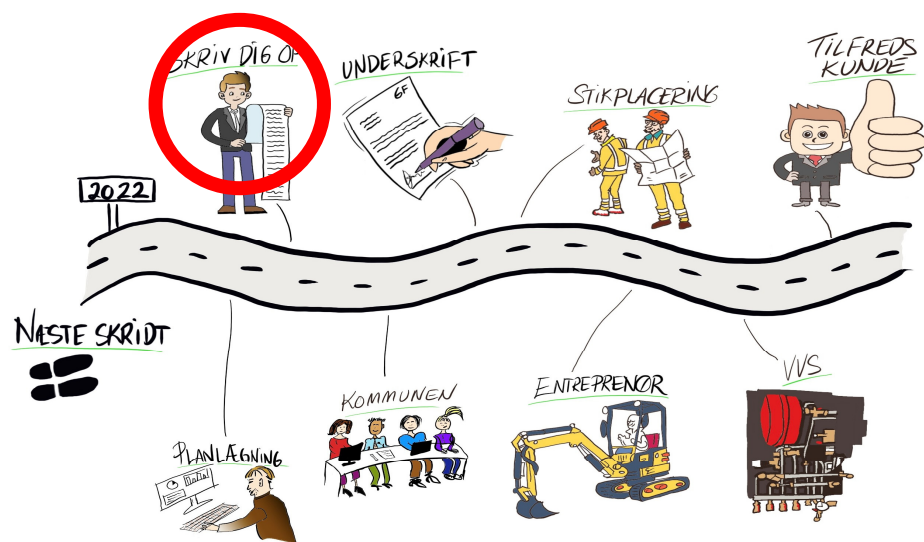 SKRIV DIG OP
UNDERSKRIFT
GF
STIKPLACERING
TILFREDS
KUNDE
2022
NÆSTE SKRIDT
PLANLÆGNING
KOMMUNEN
ENTREPRENØR
VVS